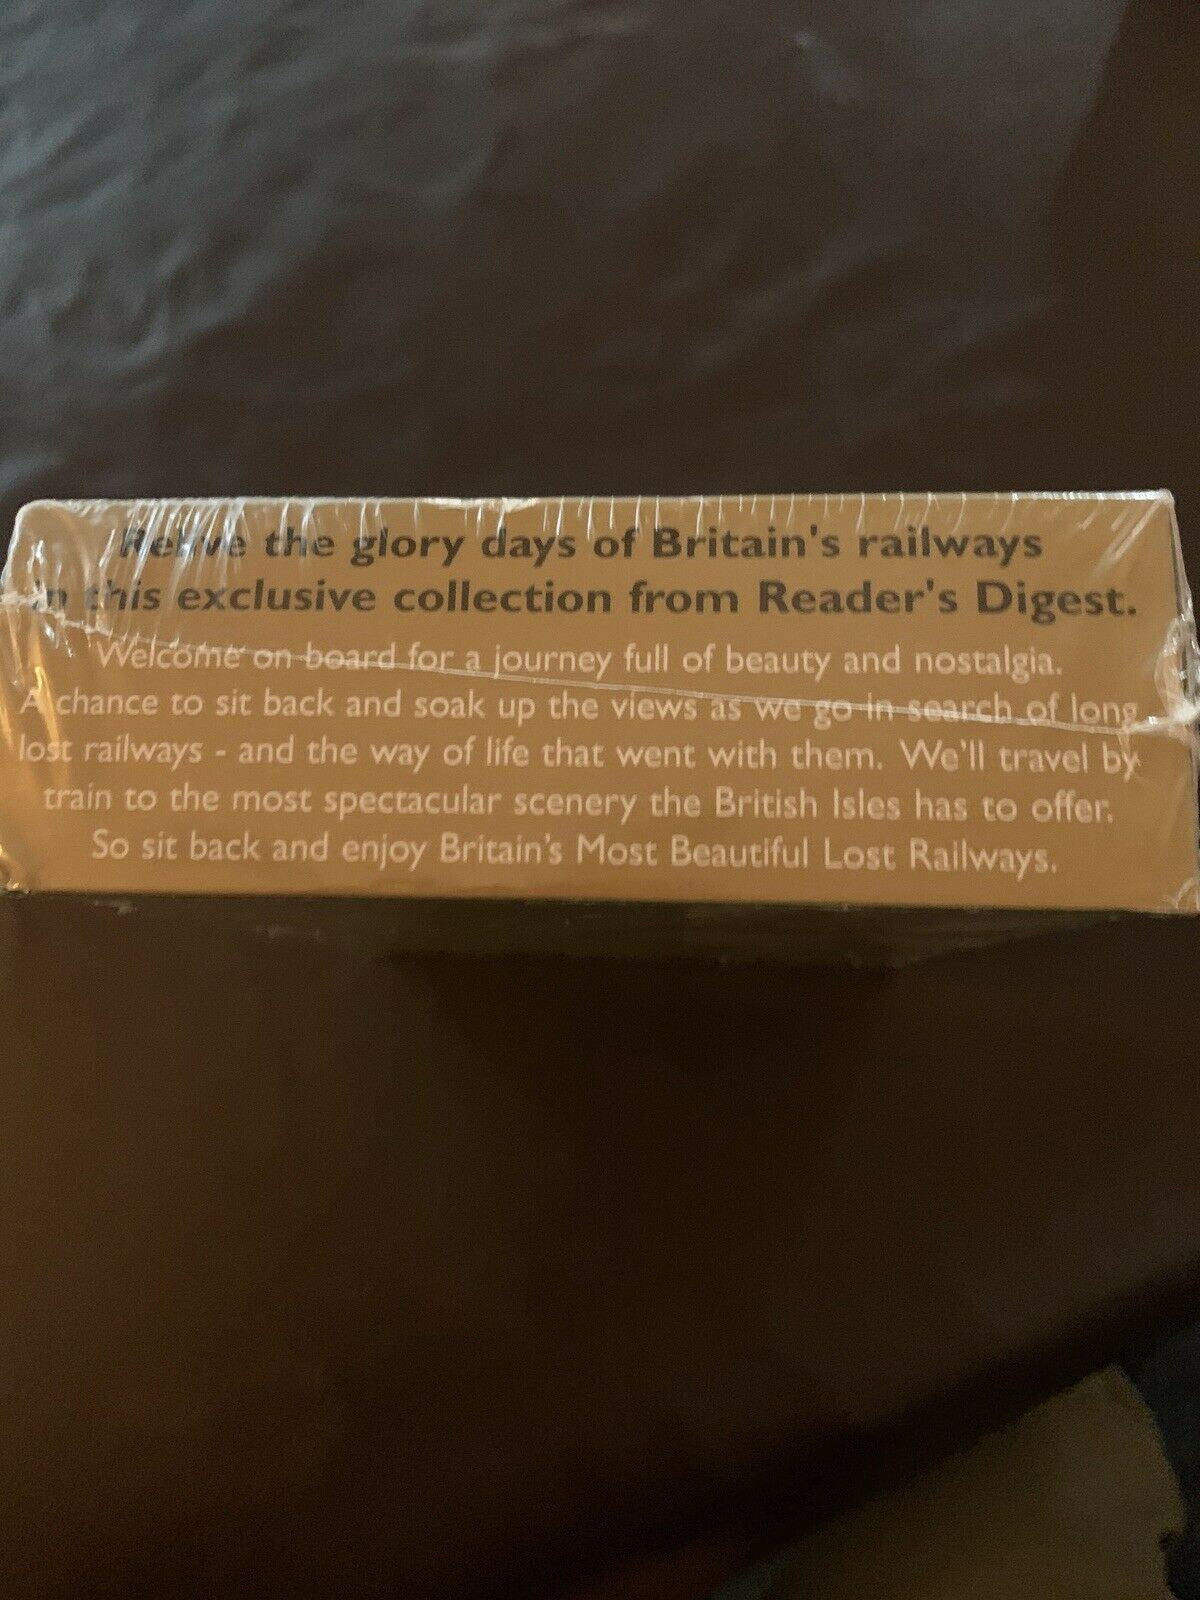 Relive the glory days of Britain's railways
in this exclusive collection from Reader's Digest.
Welcome on board for a journey full of beauty and nostalgia.
A chance to sit back and soak up the views as we go in search of long
lost railways - and the way of life that went with them. We'll travel by
train to the most spectacular scenery the British Isles has to offer.
So sit back and enjoy Britain's Most Beautiful Lost Railways.